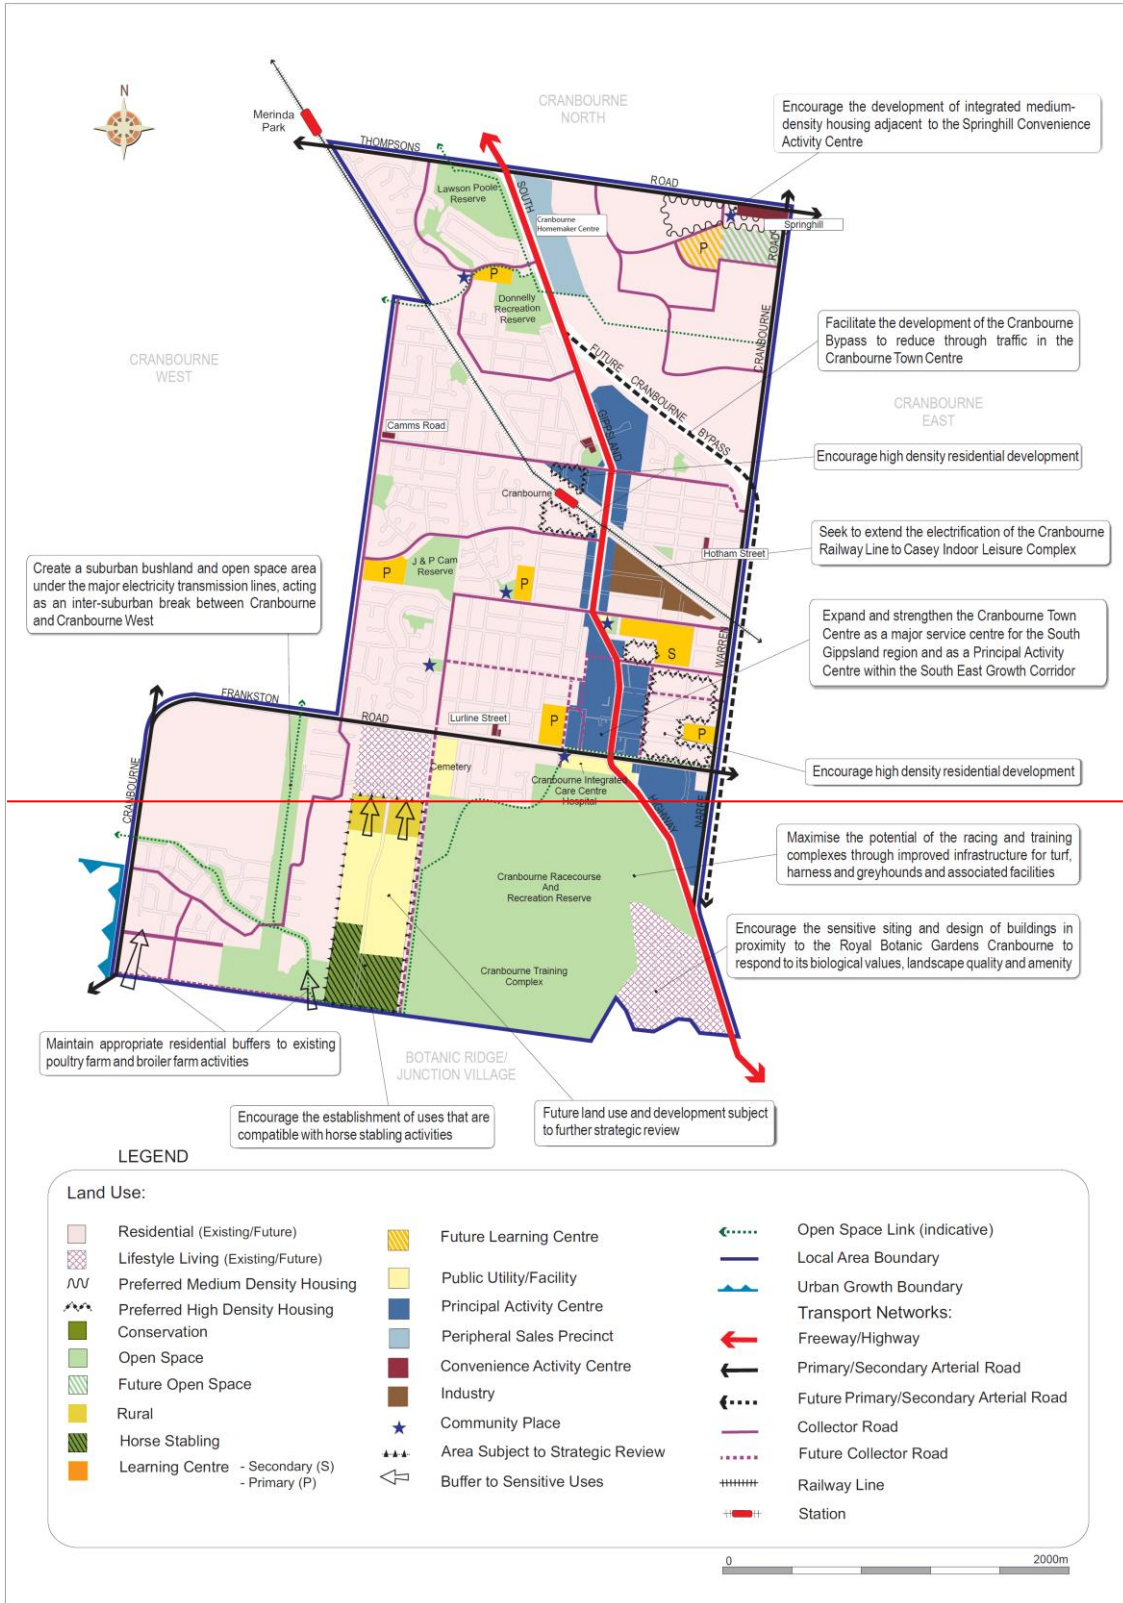 N
Merinda
Park
CRANBOURNE
NORTH
Encourage the development of integrated medium-
density housing adjacent to the Springhill Convenience
Activity Centre
THOMPSONS
ROAD
Lawson Poole
Reserve
SOUTH
Cranbourne
Homemaker Centre
Springhill
ROAD
P
P
Donnelly
Recreation
Reserve
CRANBOURNE
WEST
FUTURE
CRANBOURNE
BYPASS
CRANBOURNE
Facilitate the development of the Cranbourne
Bypass to reduce through traffic in the
Cranbourne Town Centre
CRANBOURNE
EAST
GIPPSLAND
Camms Road
Encourage high density residential development
Cranbourne
Seek to extend the electrification of the Cranbourne
Railway Line to Casey Indoor Leisure Complex
Hotham Street
Create a suburban bushland and open space area
under the major electricity transmission lines, acting
as an inter-suburban break between Cranbourne
and Cranbourne West
J & P Cam
Reserve
P
P
Expand and strengthen the Cranbourne Town
Centre as a major service centre for the South
Gippsland region and as a Principal Activity
Centre within the South East Growth Corridor
S
WARREN
FRANKSTON
ROAD
Lurline Street
P
P
Encourage high density residential development
Cemetery
Cranbourne Integrated
Care Centre
Hospital
CRANBOURNE
HIGHWAY
NARRE
Maximise the potential of the racing and training
complexes through improved infrastructure for turf,
harness and greyhounds and associated facilities
Cranbourne Racecourse
And
Recreation Reserve
Encourage the sensitive siting and design of buildings in
proximity to the Royal Botanic Gardens Cranbourne to
respond to its biological values, landscape quality and amenity
Cranbourne Training
Complex
Maintain appropriate residential buffers to existing
poultry farm and broiler farm activities
BOTANIC RIDGE/
JUNCTION VILLAGE
Encourage the establishment of uses that are
compatible with horse stabling activities
Future land use and development subject
to further strategic review
LEGEND
Land Use:
Residential (Existing/Future)
Lifestyle Living (Existing/Future)
Preferred Medium Density Housing
Preferred High Density Housing
Conservation
Open Space
Future Open Space
Rural
Horse Stabling
Learning Centre - Secondary (S)
- Primary (P)
Future Learning Centre
Public Utility/Facility
Principal Activity Centre
Peripheral Sales Precinct
Convenience Activity Centre
Industry
Community Place
Area Subject to Strategic Review
Buffer to Sensitive Uses
Open Space Link (indicative)
Local Area Boundary
Urban Growth Boundary
Transport Networks:
Freeway/Highway
Primary/Secondary Arterial Road
Future Primary/Secondary Arterial Road
Collector Road
Future Collector Road
Railway Line
Station
0
2000m